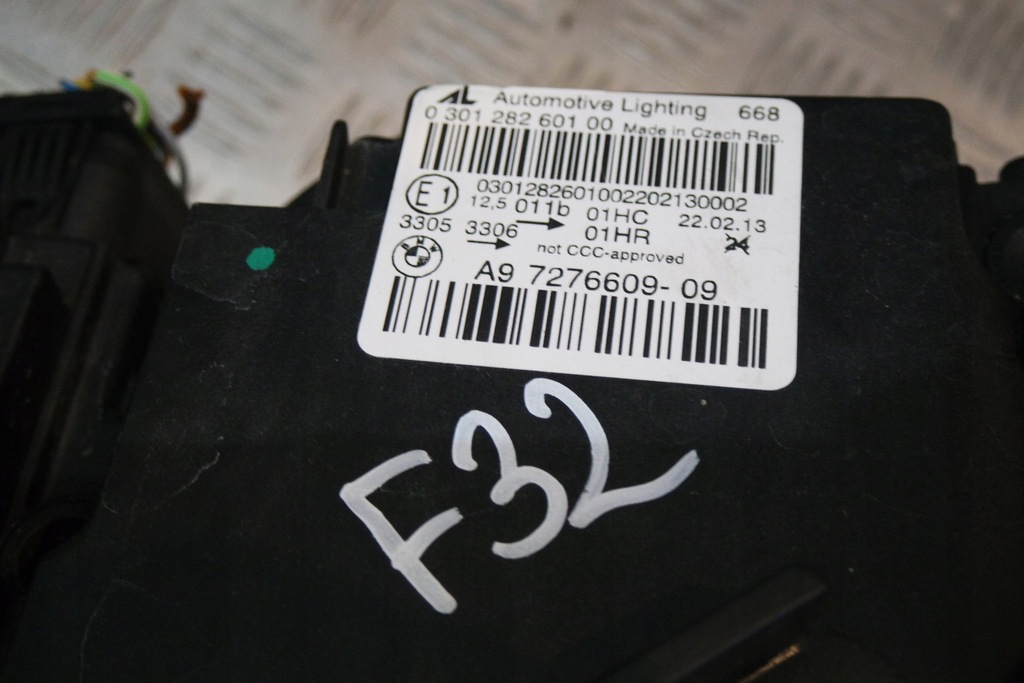 AL Automotive Lighting 668
0 301 282 601 00 Made in Czech Rep.
E1 0301282601002202130002
12,5 011b 01HC 22.02.13
3305 3306 → → 01HR 24
not CCC-approved
A9 7276609- 09
F32